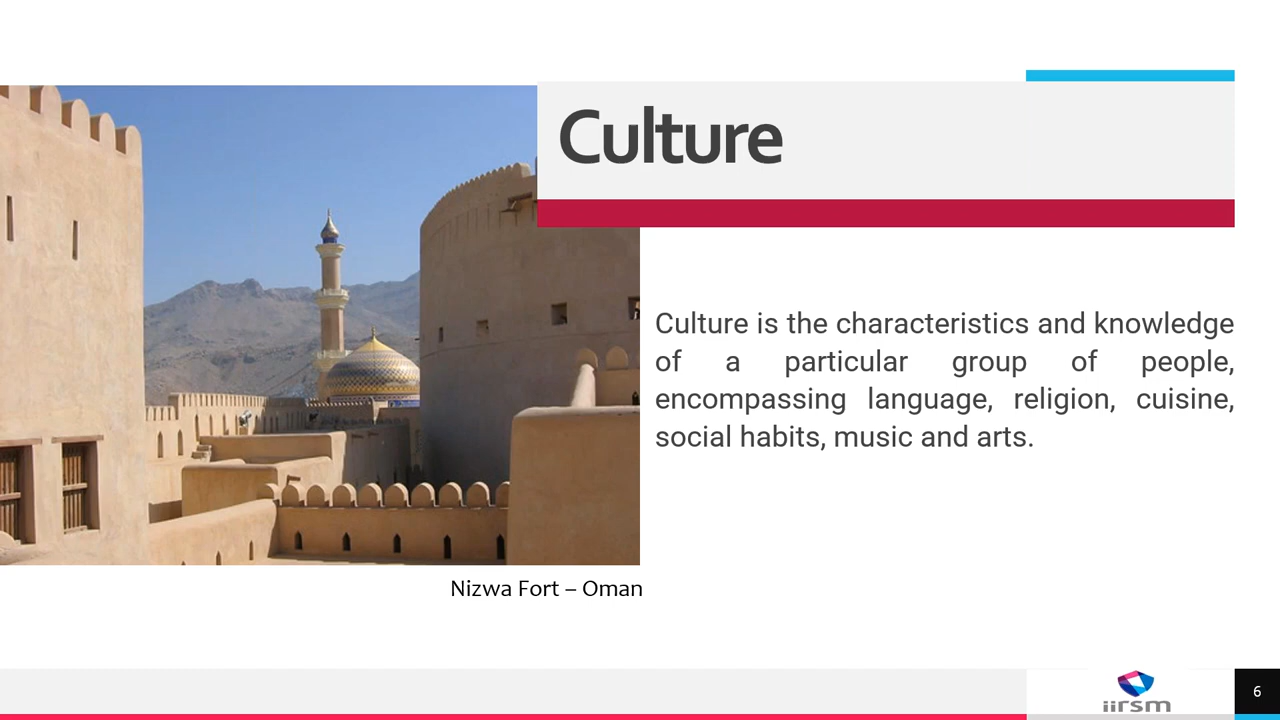 Culture
Culture is the characteristics and knowledge
of a particular group of people,
encompassing language, religion, cuisine,
social habits, music and arts.
Nizwa Fort – Oman
iirsm
6